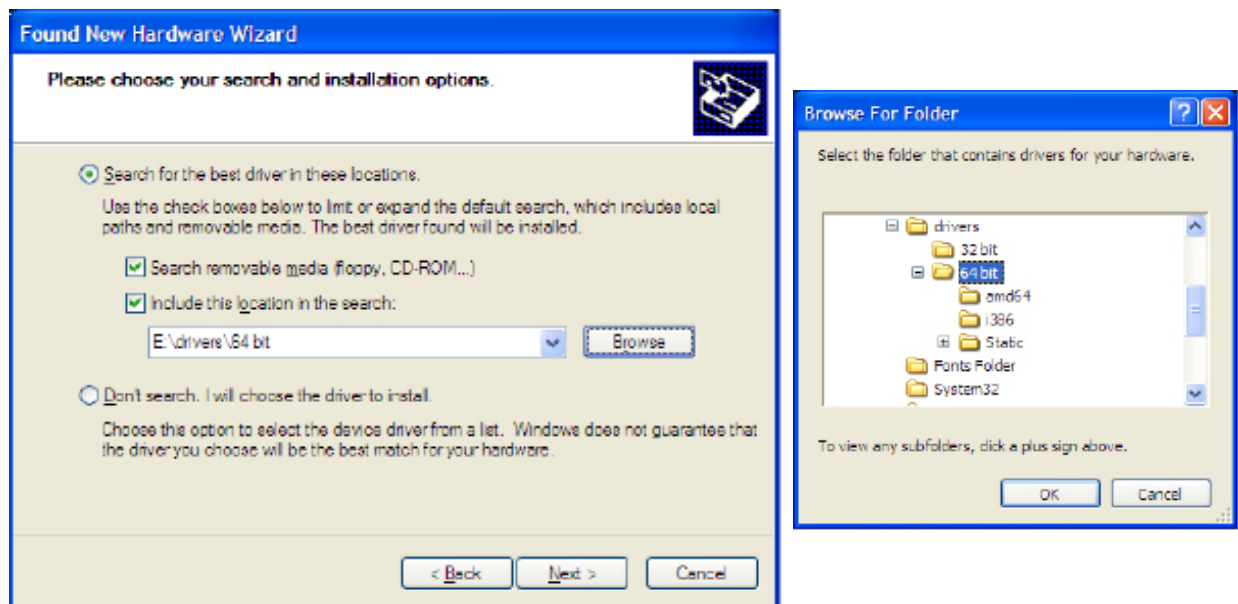 Found New Hardware Wizard
Please choose your search and installation options.
Search for the best driver in these locations.
Use the check boxes below to limit or expand the default search, which includes local
paths and removable media. The best driver found will be installed.
Search removable media (floppy, CD-ROM...)
Include this location in the search:
E:\drivers\64 bit
Browse
Don't search. I will choose the driver to install.
Choose this option to select the device driver from a list. Windows does not guarantee that
the driver you choose will be the best match for your hardware.
< Back
Next >
Cancel
Browse For Folder
Select the folder that contains drivers for your hardware.
drivers
32 bit
64 bit
amd64
i386
Static
Fonts Folder
System32
To view any subfolders, click a plus sign above.
OK
Cancel